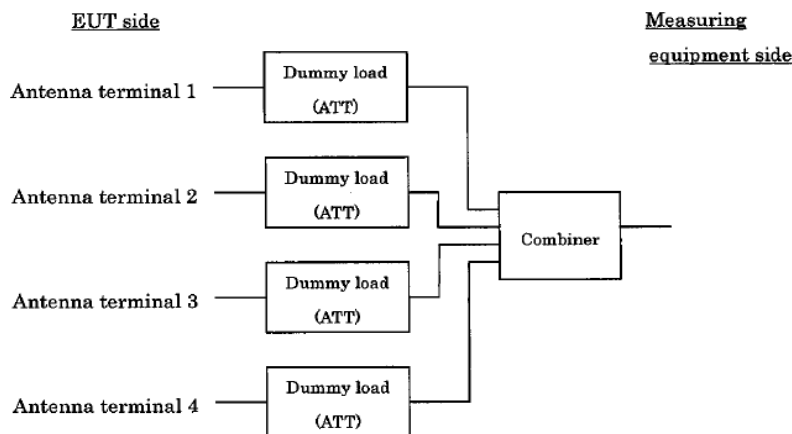 EUT side
Measuring
equipment side
Antenna terminal 1
Dummy load
(ATT)
Antenna terminal 2
Dummy load
(ATT)
Combiner
Antenna terminal 3
Dummy load
(ATT)
Antenna terminal 4
Dummy load
(ATT)